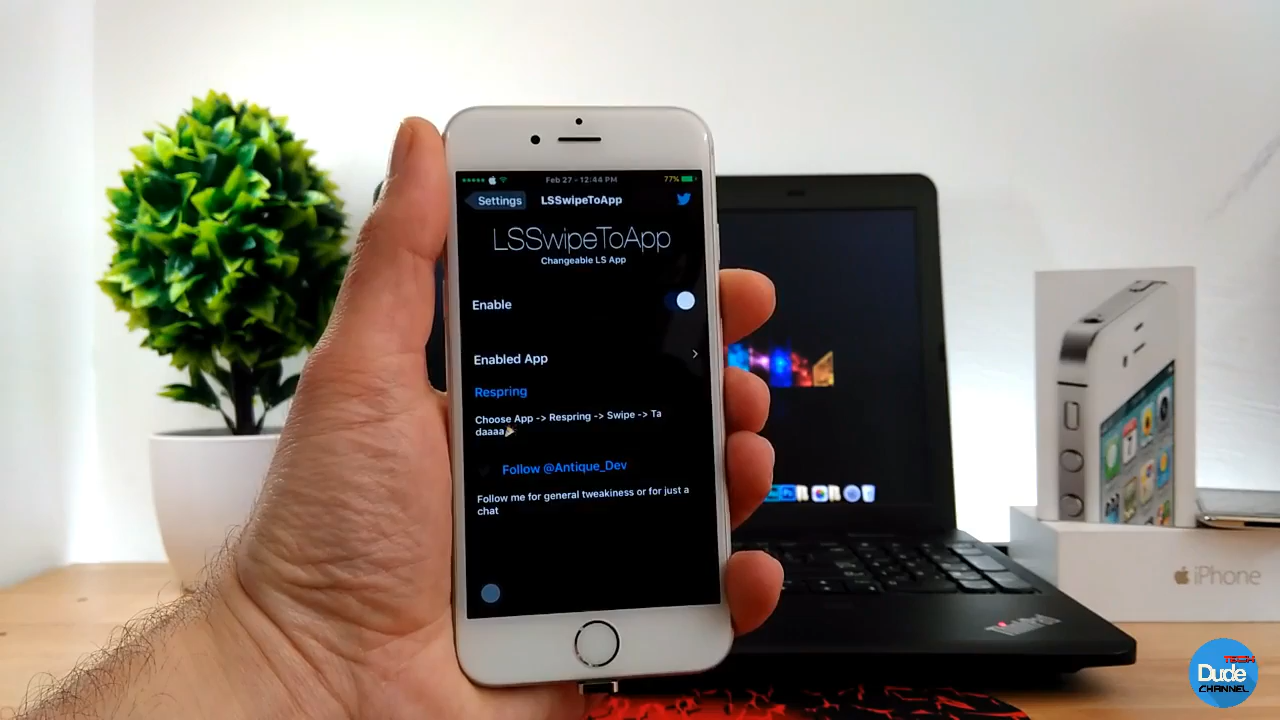 Feb 27 - 12:44 PM
77%
Settings
LSSwipeToApp
LSSwipeToApp
Changeable LS App
Enable
Enabled App
Respring
Choose App -> Respring -> Swipe -> Ta
daaaa🎉
Follow @Antique_Dev
Follow me for general tweakiness or for just a
chat
ThinkPad
iPhone
TECH
Dude
CHANNEL